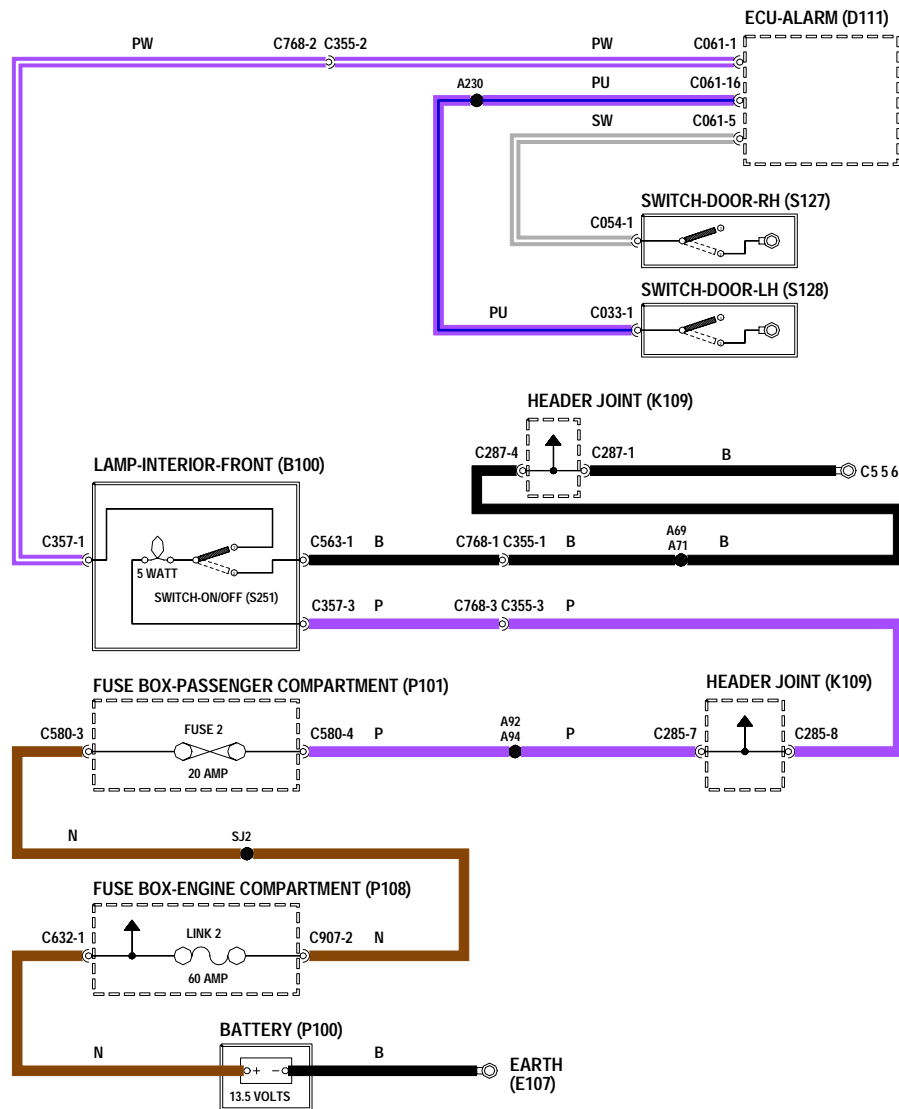 ECU-ALARM (D111)
PW
C768-2 C355-2
PW
C061-1
A230
PU
C061-16
SW
C061-5
SWITCH-DOOR-RH (S127)
C054-1
SWITCH-DOOR-LH (S128)
PU
C033-1
HEADER JOINT (K109)
C287-4
C287-1
B
C556
LAMP-INTERIOR-FRONT (B100)
C357-1
5 WATT
SWITCH-ON/OFF (S251)
C563-1
B
C768-1 C355-1
B
A69
A71
B
C357-3
P
C768-3 C355-3
P
FUSE BOX-PASSENGER COMPARTMENT (P101)
HEADER JOINT (K109)
C580-3
FUSE 2
20 AMP
C580-4
P
A92
A94
P
C285-7
C285-8
N
SJ2
FUSE BOX-ENGINE COMPARTMENT (P108)
C632-1
LINK 2
60 AMP
C907-2
N
BATTERY (P100)
N
+ -
13.5 VOLTS
B
EARTH
(E107)